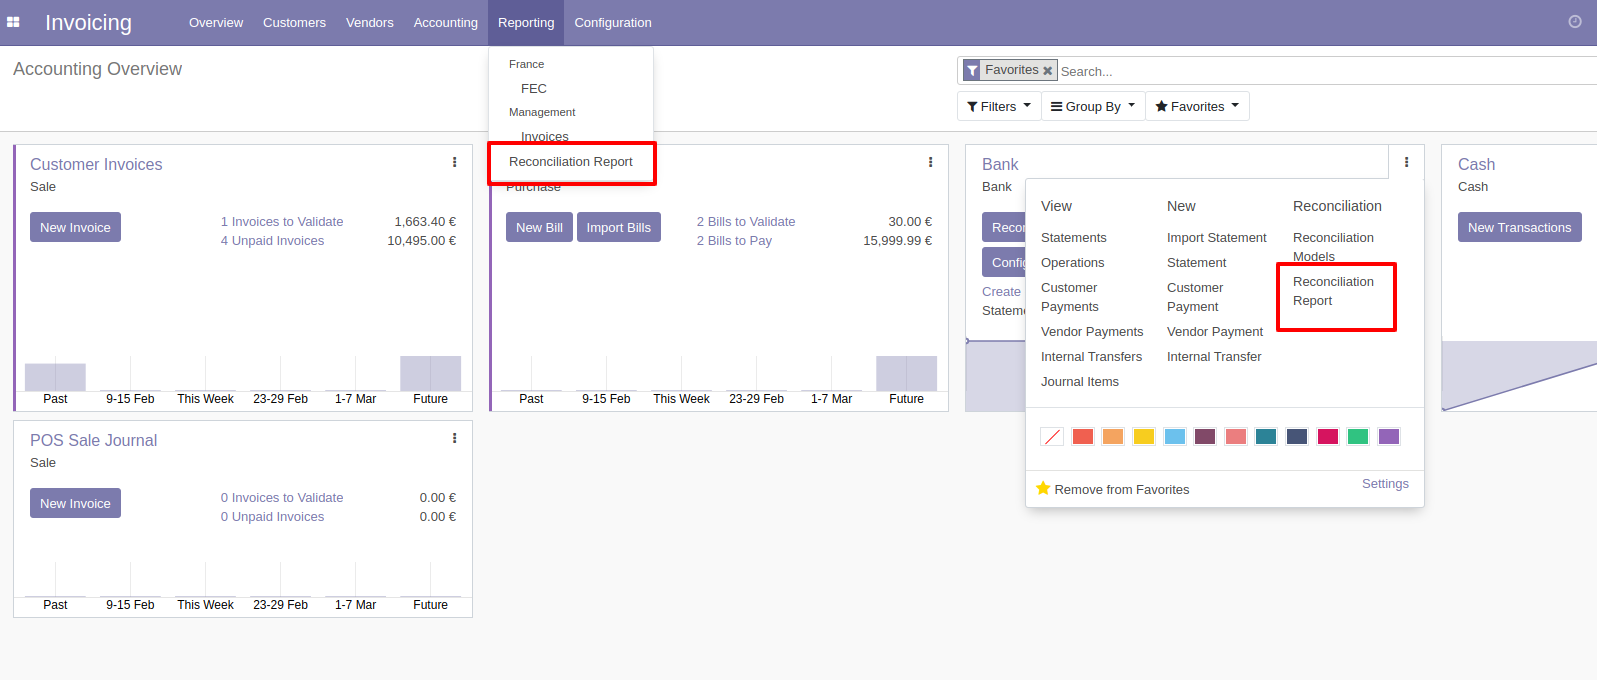 Invoicing
Overview Customers Vendors Accounting Reporting Configuration
Accounting Overview
France
FEC
Management
Invoices
Reconciliation Report
Favorites Search...
Filters Group By Favorites
Customer Invoices
Sale
New Invoice
1 Invoices to Validate 1,663.40 €
4 Unpaid Invoices 10,495.00 €
Past 9-15 Feb This Week 23-29 Feb 1-7 Mar Future
Purchase
New Bill Import Bills
2 Bills to Validate 30.00 €
2 Bills to Pay 15,999.99 €
Past 9-15 Feb This Week 23-29 Feb 1-7 Mar Future
Bank
Bank
Create
View
Statements
Operations
Customer
Payments
Vendor Payments
Internal Transfers
Journal Items
New
Import Statement
Statement
Customer
Payment
Vendor Payment
Internal Transfer
Reconciliation
Reconciliation
Models
Reconciliation
Report
Remove from Favorites
Settings
Cash
Cash
New Transactions
POS Sale Journal
Sale
New Invoice
0 Invoices to Validate 0.00 €
0 Unpaid Invoices 0.00 €
Past 9-15 Feb This Week 23-29 Feb 1-7 Mar Future